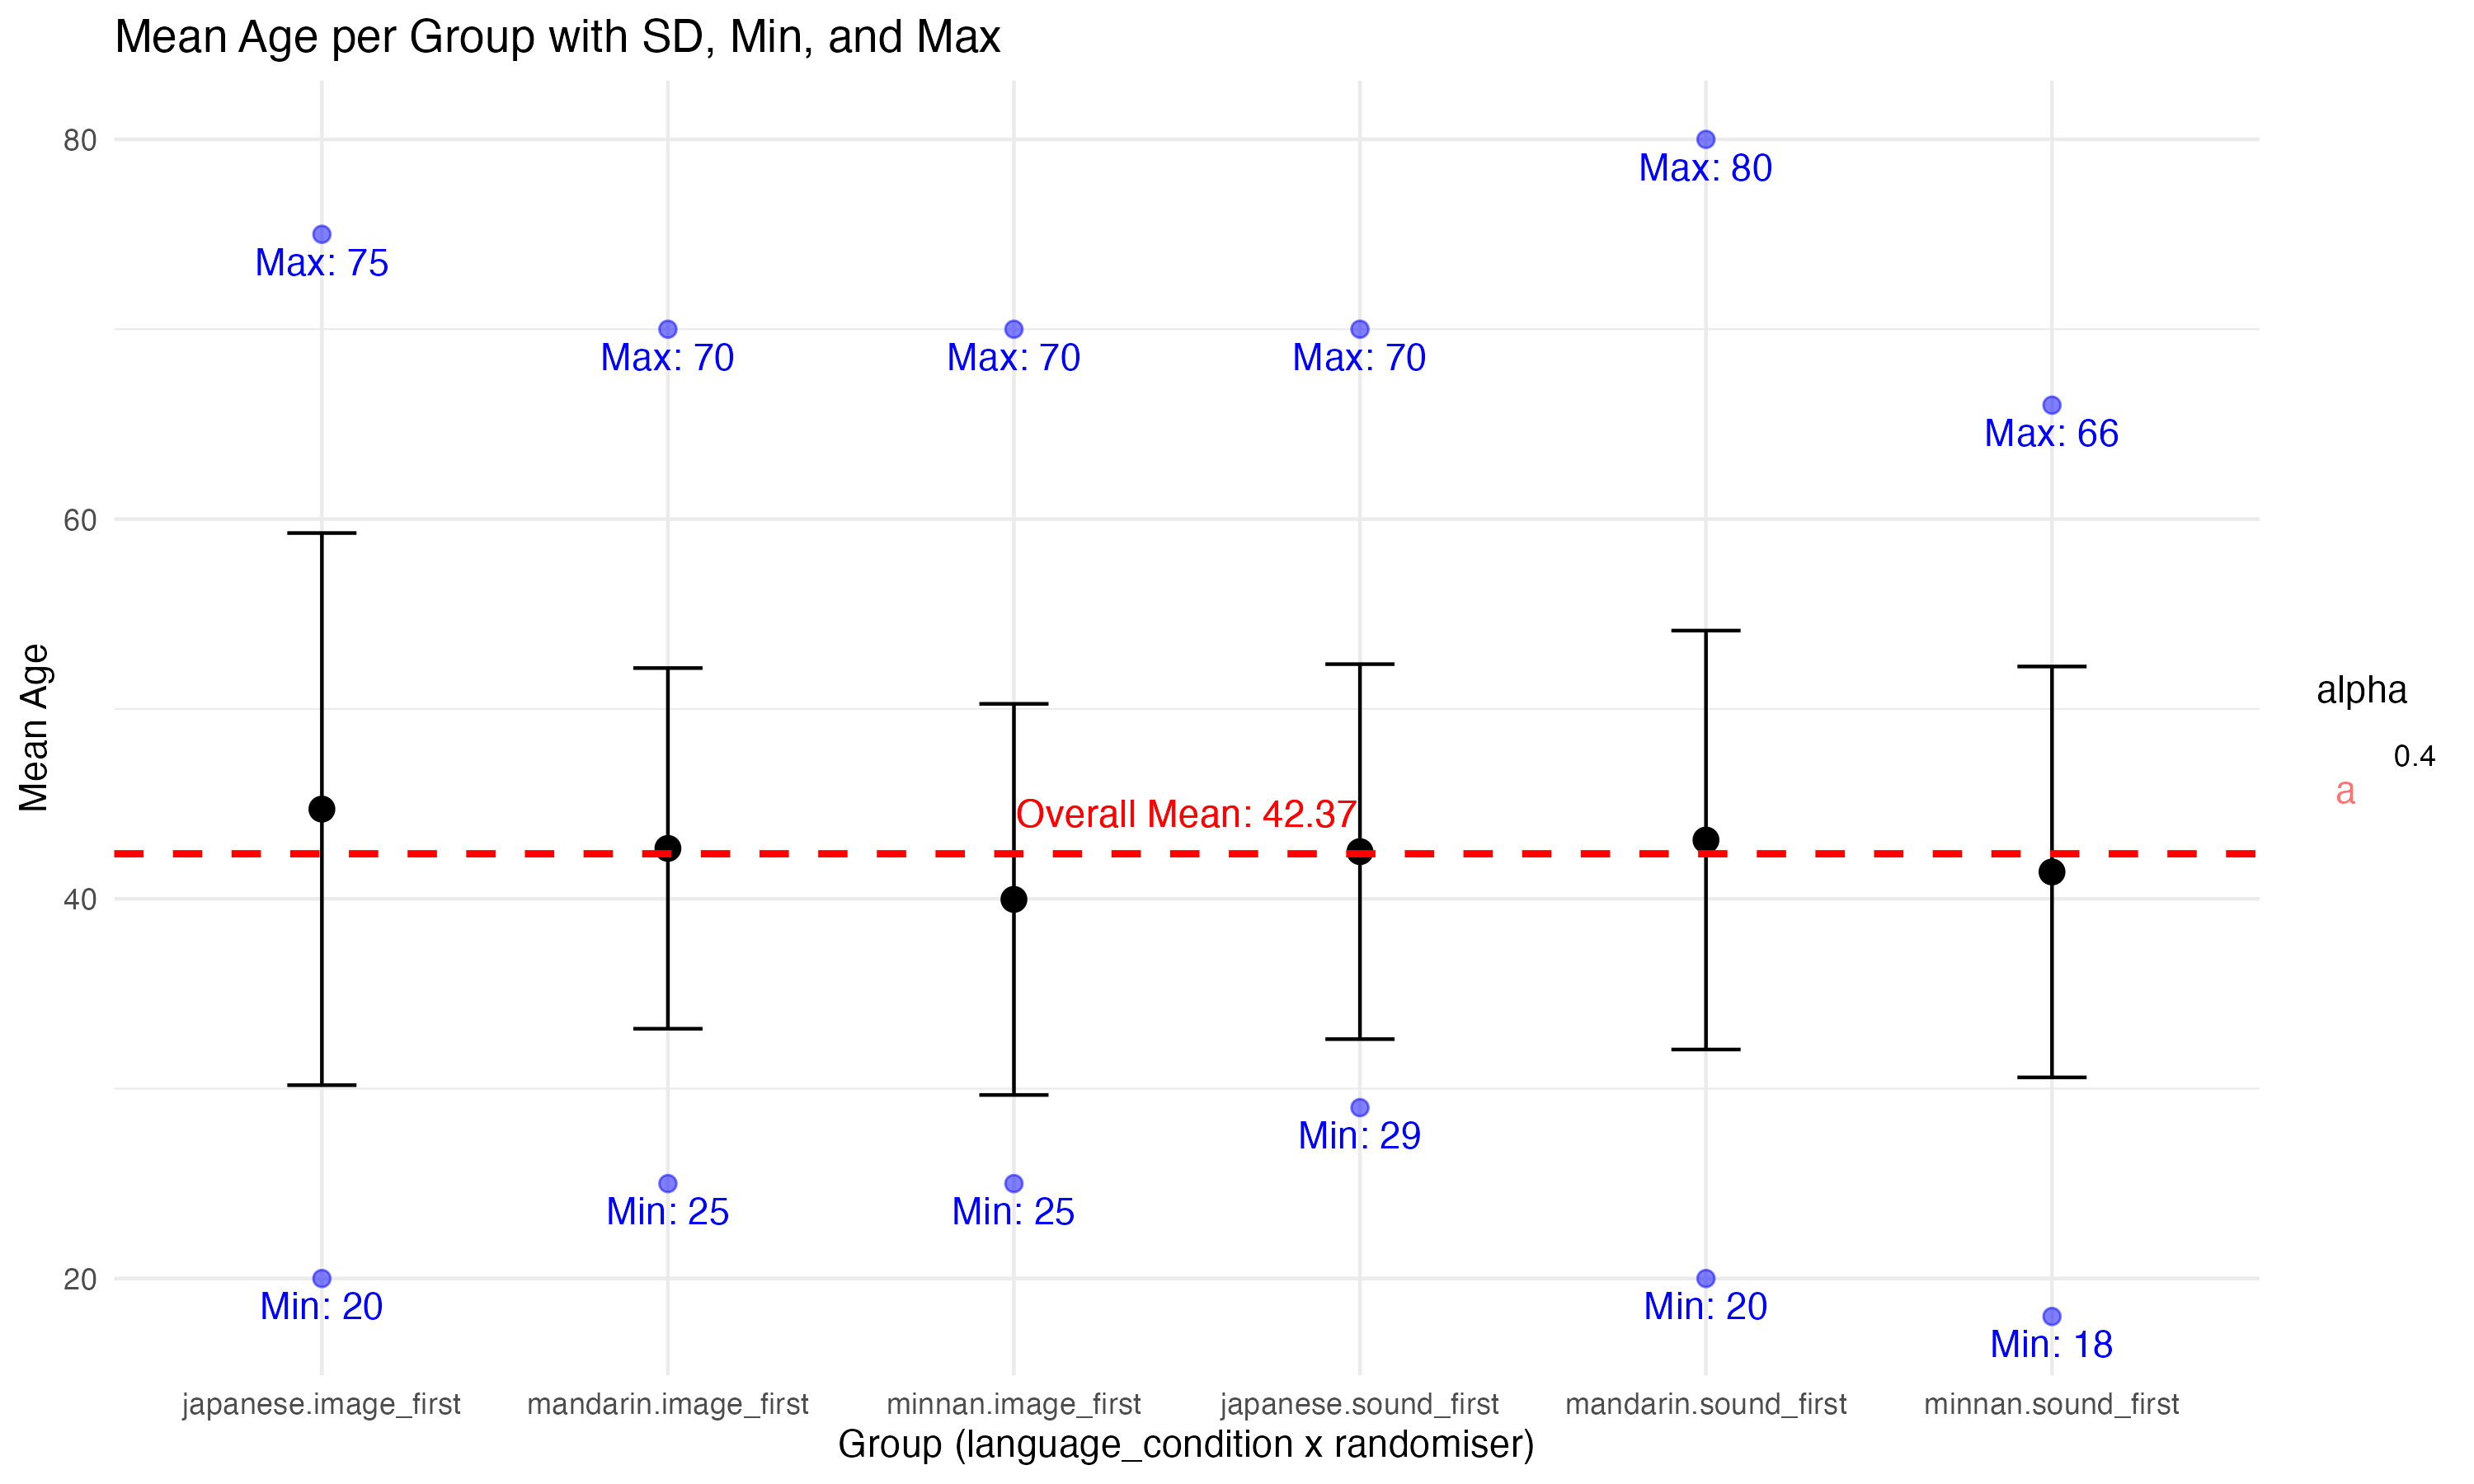 Mean Age per Group with SD, Min, and Max
80
60
40
20
Mean Age
Max: 75
Max: 70
Max: 70
Max: 70
Max: 80
Max: 66
Overall Mean: 42.37
Min: 20
Min: 25
Min: 25
Min: 29
Min: 20
Min: 18
alpha
0.4
a
japanese.image_first
mandarin.image_first
minnan.image_first
japanese.sound_first
mandarin.sound_first
minnan.sound_first
Group (language_condition x randomiser)